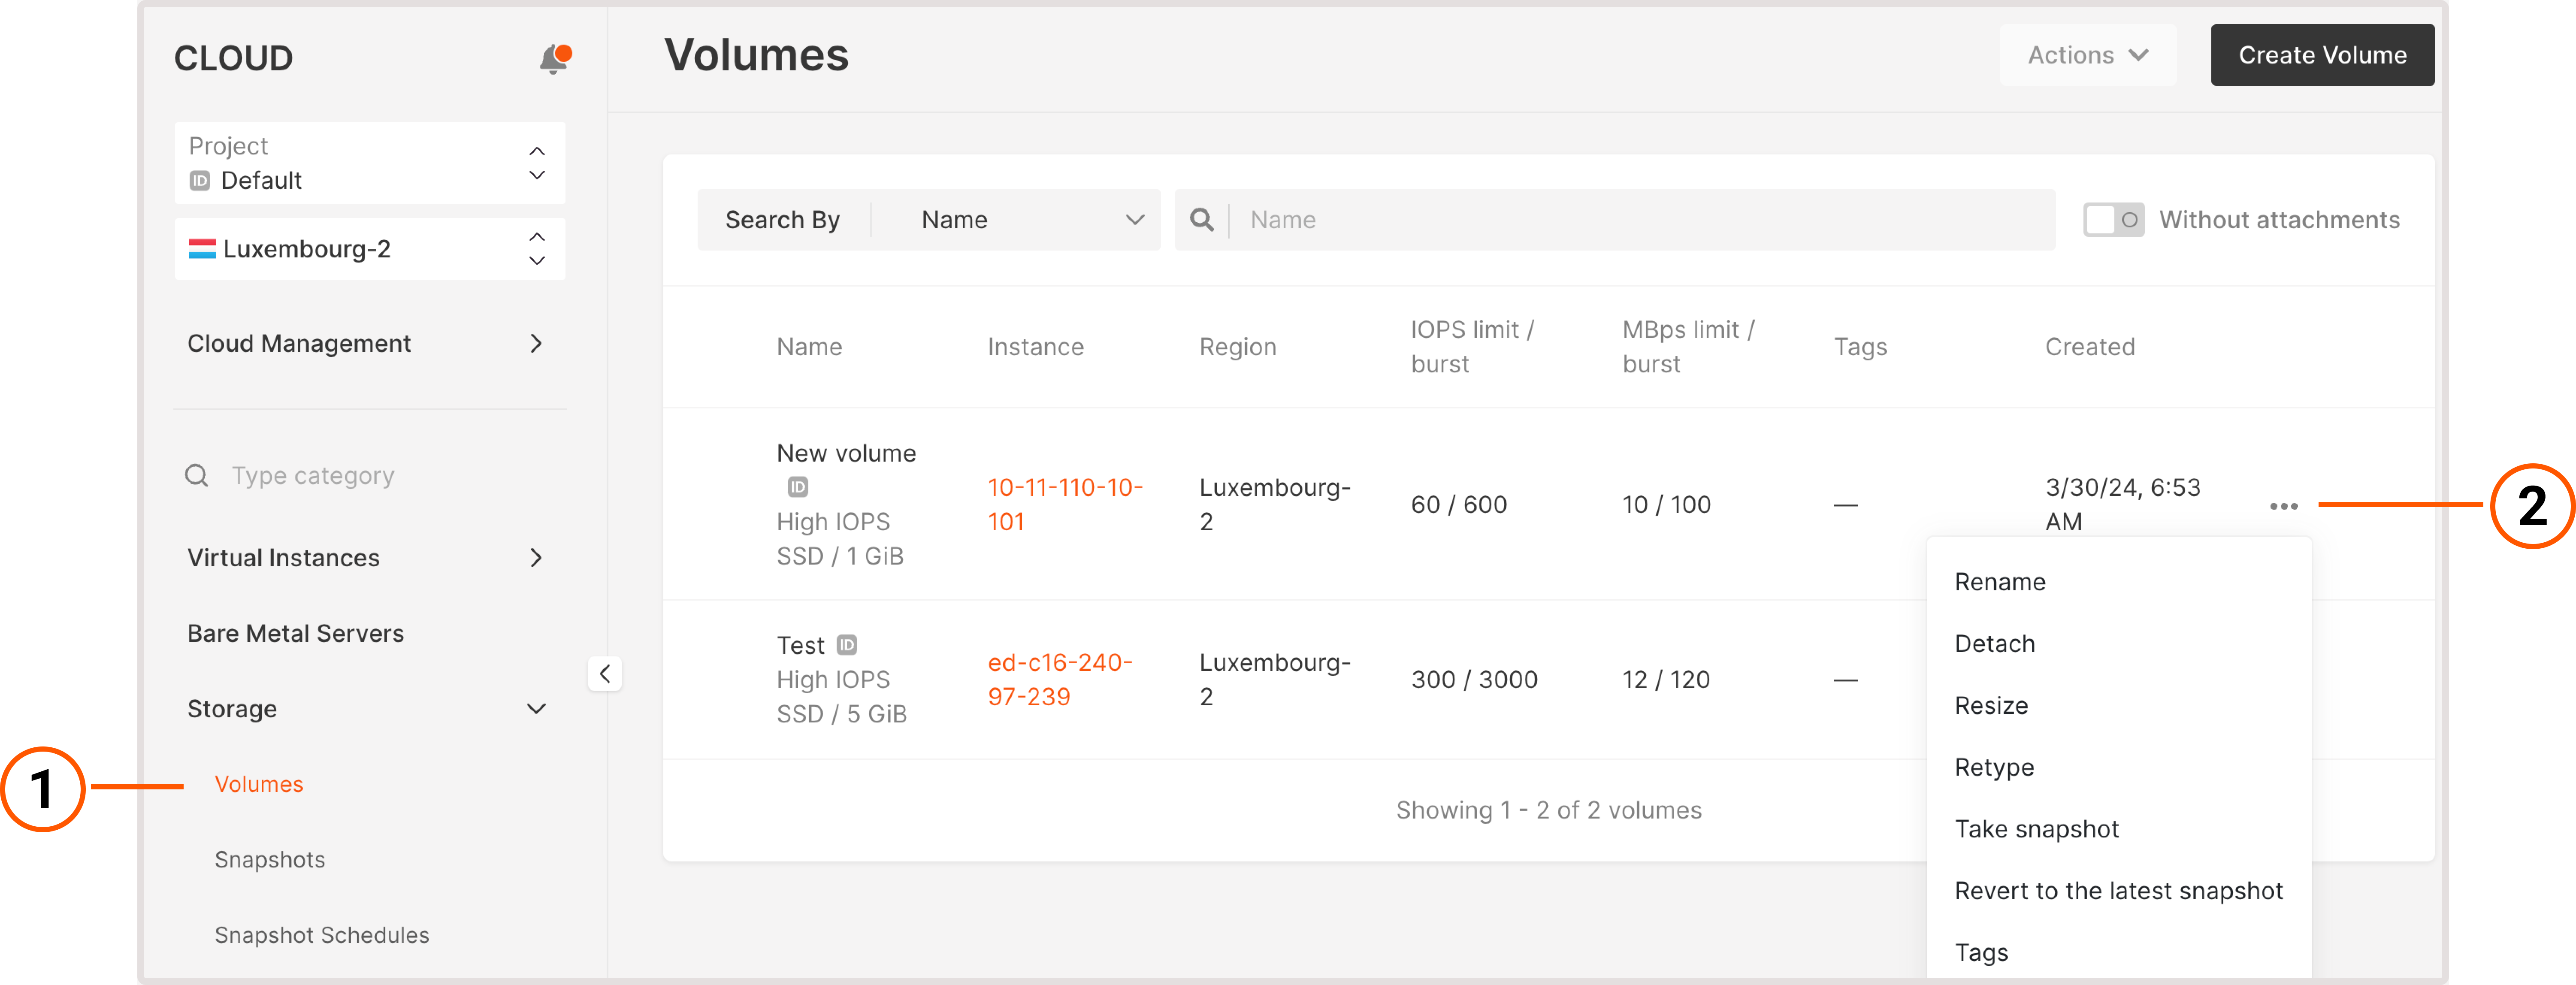 CLOUD
Project
ID Default
Luxembourg-2
Cloud Management
Type category
Virtual Instances
Bare Metal Servers
Storage
1
Volumes
Snapshots
Snapshot Schedules
Volumes
Actions
Create Volume
Search By
Name
Name
Without attachments
Name
Instance
Region
IOPS limit /
burst
MBps limit /
burst
Tags
Created
New volume
ID
High IOPS
SSD / 1 GiB
10-11-110-10-
101
Luxembourg-
2
60 / 600
10 / 100
—
3/30/24, 6:53
AM
2
Test ID
High IOPS
SSD / 5 GiB
ed-c16-240-
97-239
Luxembourg-
2
300 / 3000
12 / 120
—
Showing 1 - 2 of 2 volumes
Rename
Detach
Resize
Retype
Take snapshot
Revert to the latest snapshot
Tags